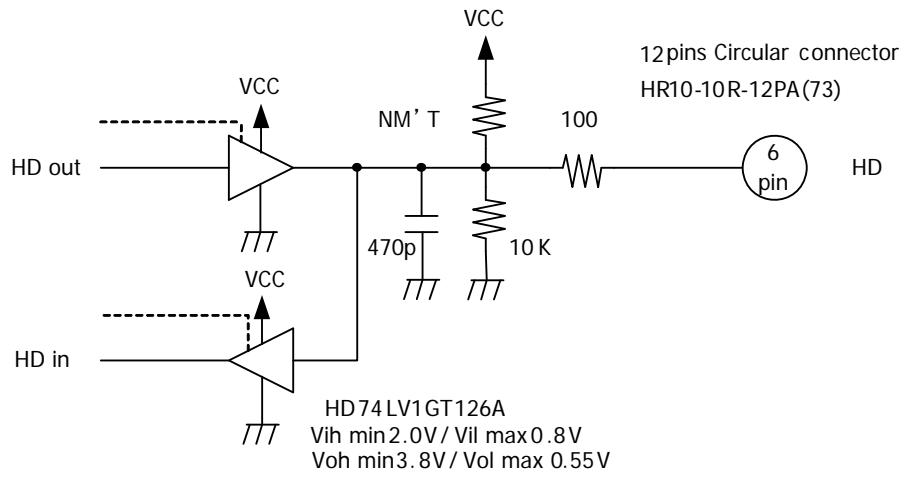 VCC
12pins Circular connector
HR10-10R-12PA(73)
VCC
NM'T
100
HD out
6
pin
HD
470p
10K
VCC
HD in
HD74LV1GT126A
Vih min2.0V/Vil max0.8V
Voh min3.8V/Vol max 0.55V